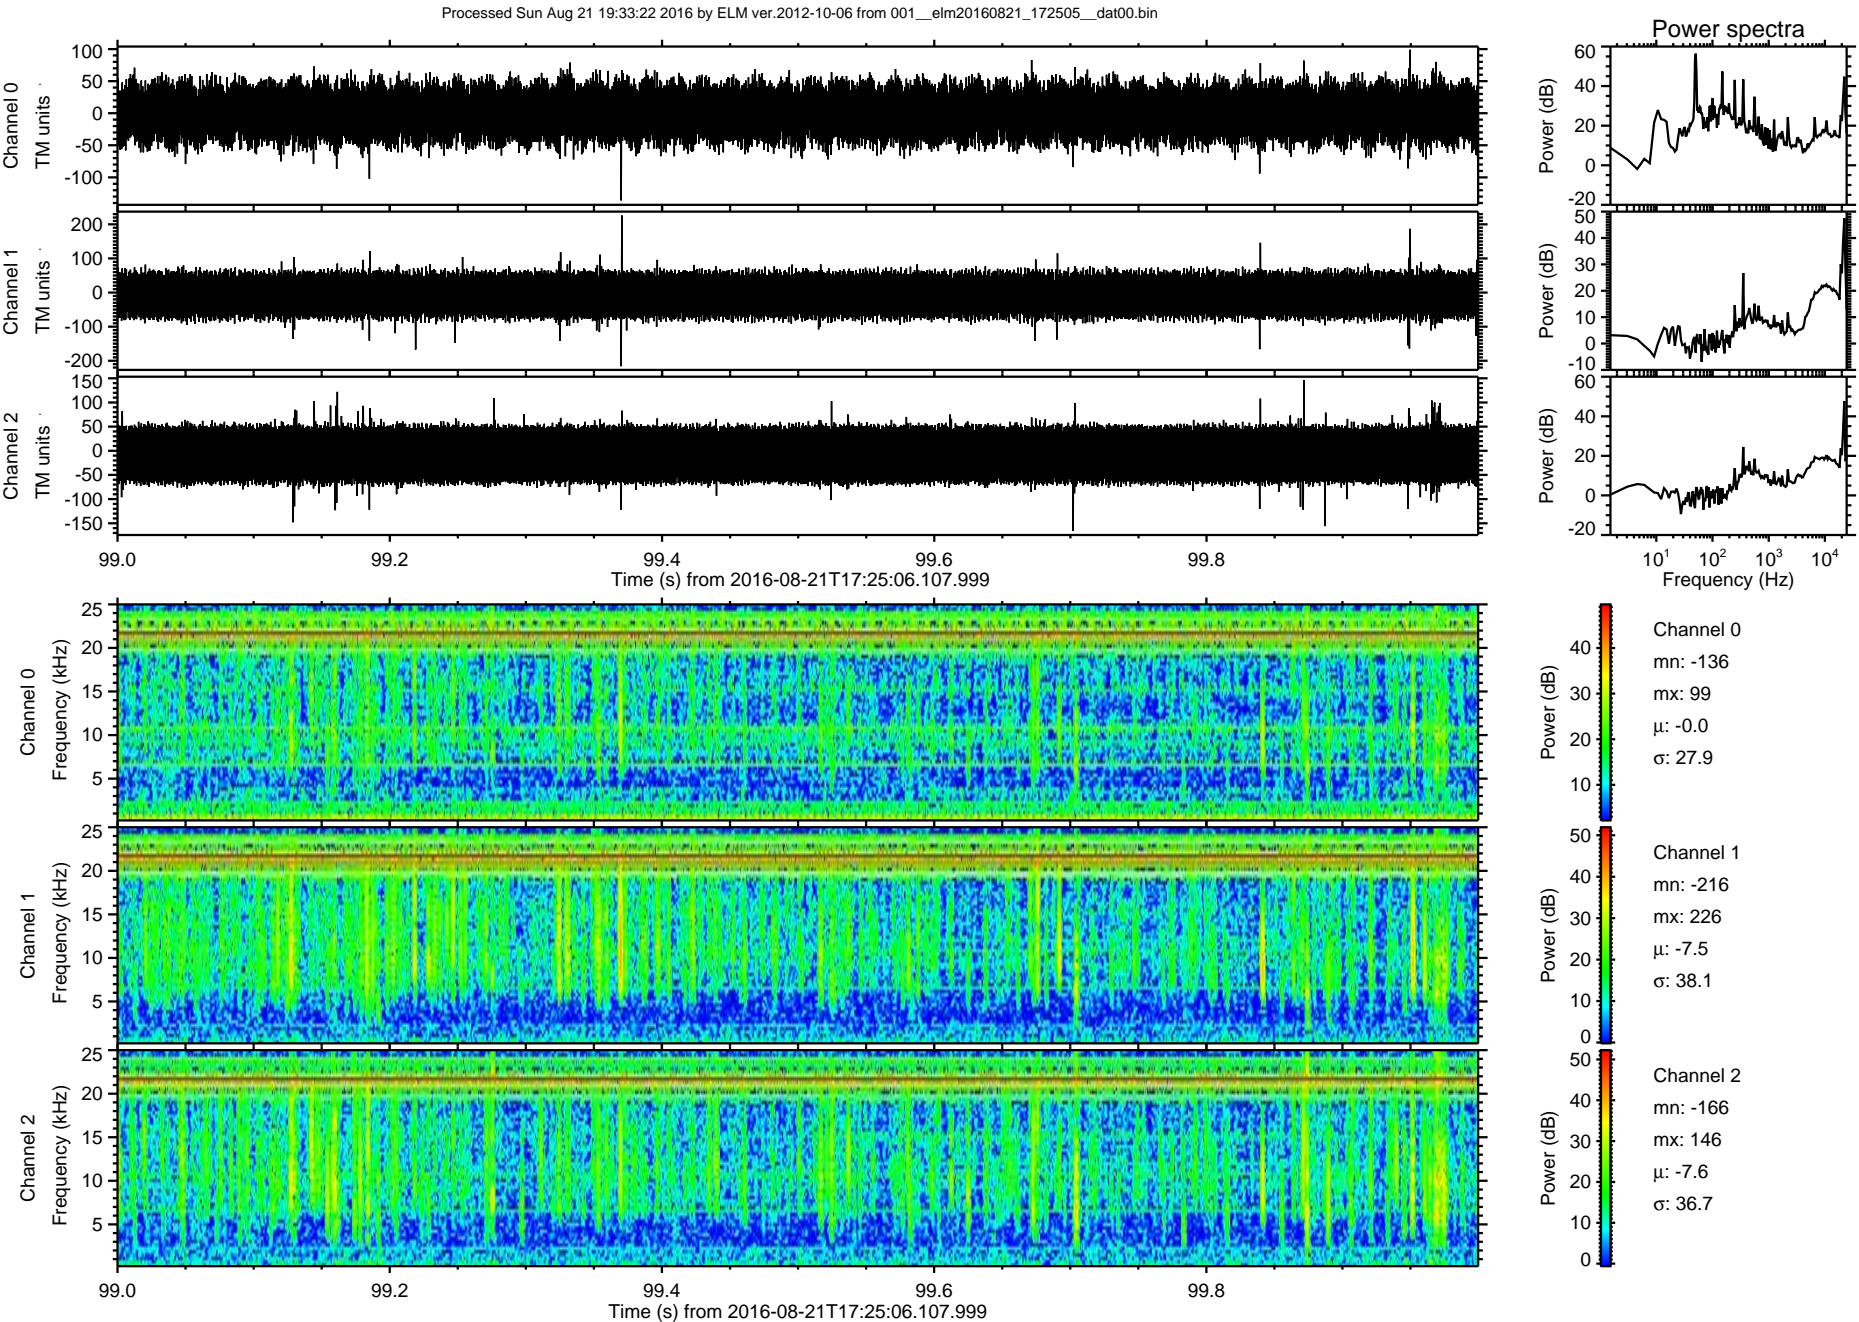 Processed Sun Aug 21 19:33:22 2016 by ELM ver.2012-10-06 from 001__elm20160821_172505__dat00.bin
Power spectra
Channel 0
TM units
100
50
0
-50
-100
Power (dB)
60
40
20
0
-20
Channel 1
TM units
200
100
0
-100
-200
Power (dB)
50
40
30
20
10
0
-10
Channel 2
TM units
150
100
50
0
-50
-100
-150
Power (dB)
60
40
20
0
-20
99.0 99.2 99.4 99.6 99.8
Time (s) from 2016-08-21T17:25:06.107.999
10^1 10^2 10^3 10^4
Frequency (Hz)
Channel 0
Frequency (kHz)
25
20
15
10
5
Power (dB)
40
30
20
10
Channel 0
mn: -136
mx: 99
μ: -0.0
σ: 27.9
Channel 1
Frequency (kHz)
25
20
15
10
5
Power (dB)
50
40
30
20
10
0
Channel 1
mn: -216
mx: 226
μ: -7.5
σ: 38.1
Channel 2
Frequency (kHz)
25
20
15
10
5
Power (dB)
50
40
30
20
10
0
Channel 2
mn: -166
mx: 146
μ: -7.6
σ: 36.7
99.0 99.2 99.4 99.6 99.8
Time (s) from 2016-08-21T17:25:06.107.999